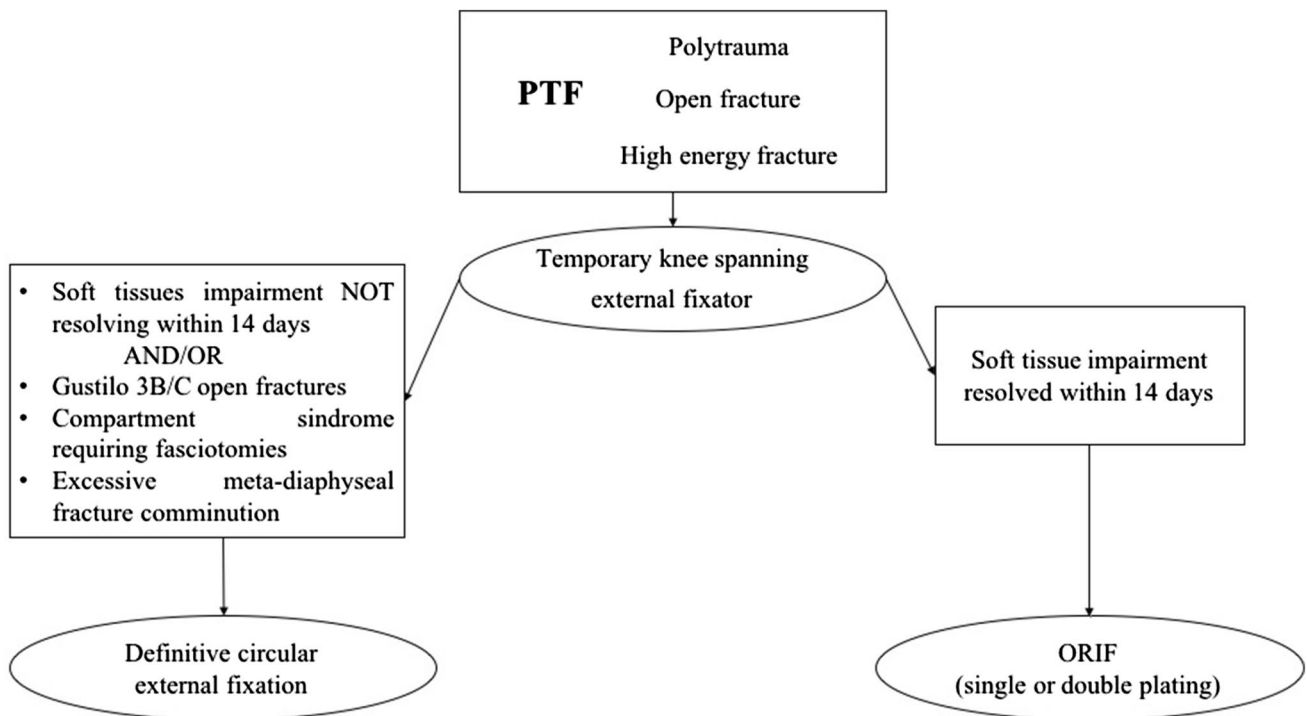 PTF
Polytrauma
Open fracture
High energy fracture
Temporary knee spanning
external fixator
• Soft tissues impairment NOT
resolving within 14 days
AND/OR
• Gustilo 3B/C open fractures
• Compartment sindrome
requiring fasciotomies
• Excessive meta-diaphyseal
fracture comminution
Soft tissue impairment
resolved within 14 days
Definitive circular
external fixation
ORIF
(single or double plating)